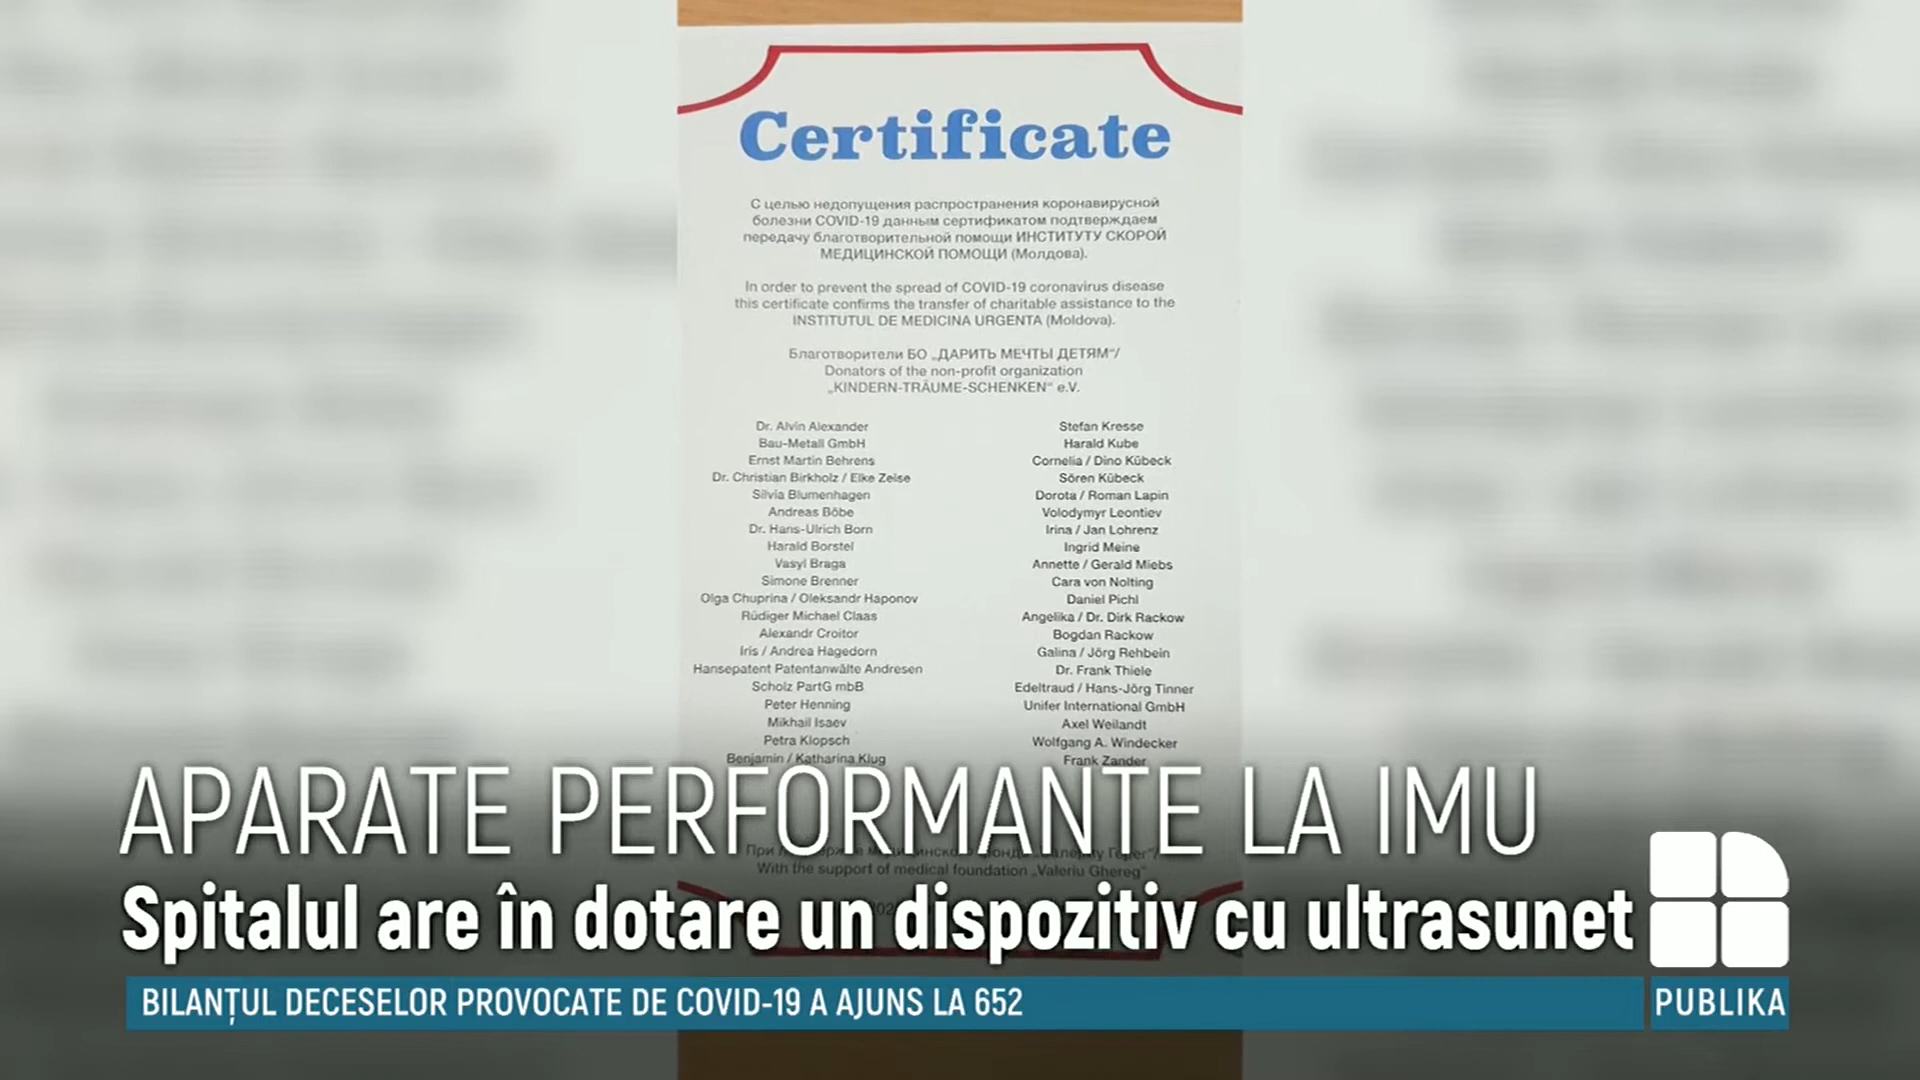 Certificate
С целью недопущения распространения коронавирусной
болезни COVID-19 данным сертификатом подтверждаем
передачу благотворительной помощи ИНСТИТУТУ СКОРОЙ
МЕДИЦИНСКОЙ ПОМОЩИ (Молдова).
In order to prevent the spread of COVID-19 coronavirus disease
this certificate confirms the transfer of charitable assistance to the
INSTITUTUL DE MEDICINA URGENTA (Moldova).
Благотворители БО „ДАРИТЬ МЕЧТЫ ДЕТЯМ“/
Donators of the non-profit organization
„KINDERN-TRÄUME-SCHENKEN“ e.V.
Dr. Alvin Alexander
Bau-Metall GmbH
Ernst Martin Behrens
Dr. Christian Birkholz / Elke Zeise
Silvia Blumenhagen
Andreas Böbe
Dr. Hans-Ulrich Born
Harald Borstel
Vasyl Braga
Simone Brenner
Olga Chuprina / Oleksandr Haponov
Rüdiger Michael Claas
Alexandr Croitor
Iris / Andrea Hagedorn
Hansepatent Patentanwälte Andresen
Scholz PartG mbB
Peter Henning
Mikhail Isaev
Petra Klopsch
Benjamin / Katharina Klug
Stefan Kresse
Harald Kube
Cornelia / Dino Kübeck
Sören Kübeck
Dorota / Roman Lapin
Volodymyr Leontiev
Irina / Jan Lohrenz
Ingrid Meine
Annette / Gerald Miebs
Cara von Nolting
Daniel Pichl
Angelika / Dr. Dirk Rackow
Bogdan Rackow
Galina / Jörg Rehbein
Dr. Frank Thiele
Edeltraud / Hans-Jörg Tinner
Unifer International GmbH
Axel Weilandt
Wolfgang A. Windecker
Frank Zander
При
With the support of medical foundation „Valeriu Ghereg“
APARATE PERFORMANTE LA IMU
Spitalul are în dotare un dispozitiv cu ultrasunet
BILANȚUL DECESELOR PROVOCATE DE COVID-19 A AJUNS LA 652
PUBLIKA